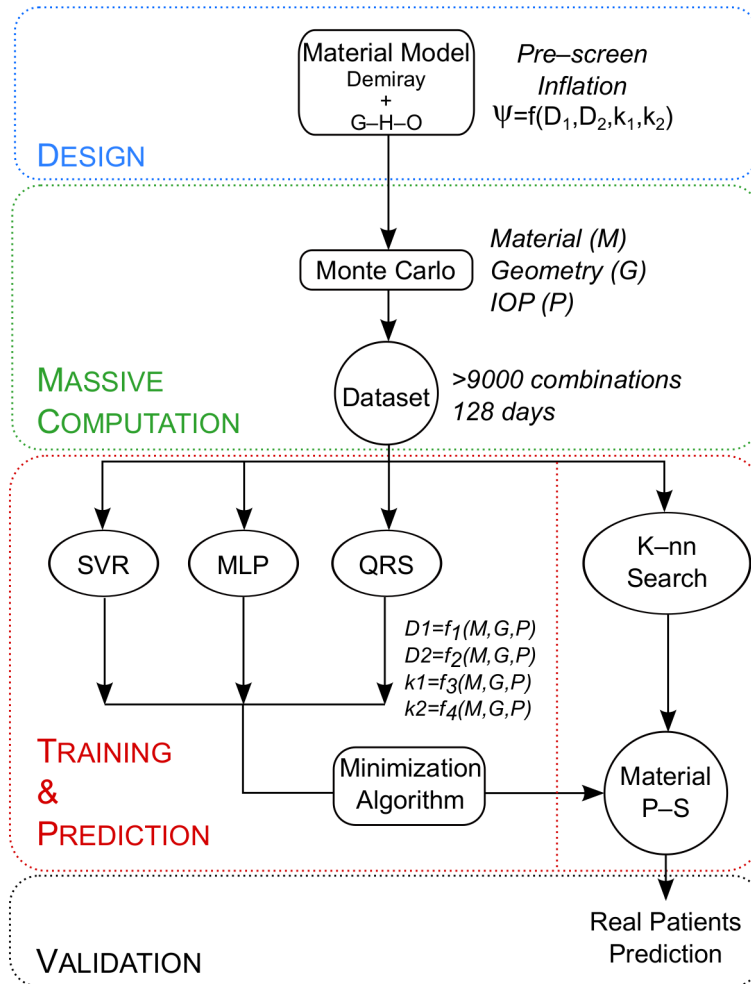 Material Model
Demiray
+
G–H–O
Pre–screen
Inflation
Ψ=f(D₁,D₂,k₁,k₂)
DESIGN
Monte Carlo
Material (M)
Geometry (G)
IOP (P)
Dataset
>9000 combinations
128 days
MASSIVE
COMPUTATION
SVR
MLP
QRS
K–nn
Search
D1=f₁(M,G,P)
D2=f₂(M,G,P)
k1=f₃(M,G,P)
k2=f₄(M,G,P)
Minimization
Algorithm
Material
P–S
TRAINING
&
PREDICTION
Real Patients
Prediction
VALIDATION